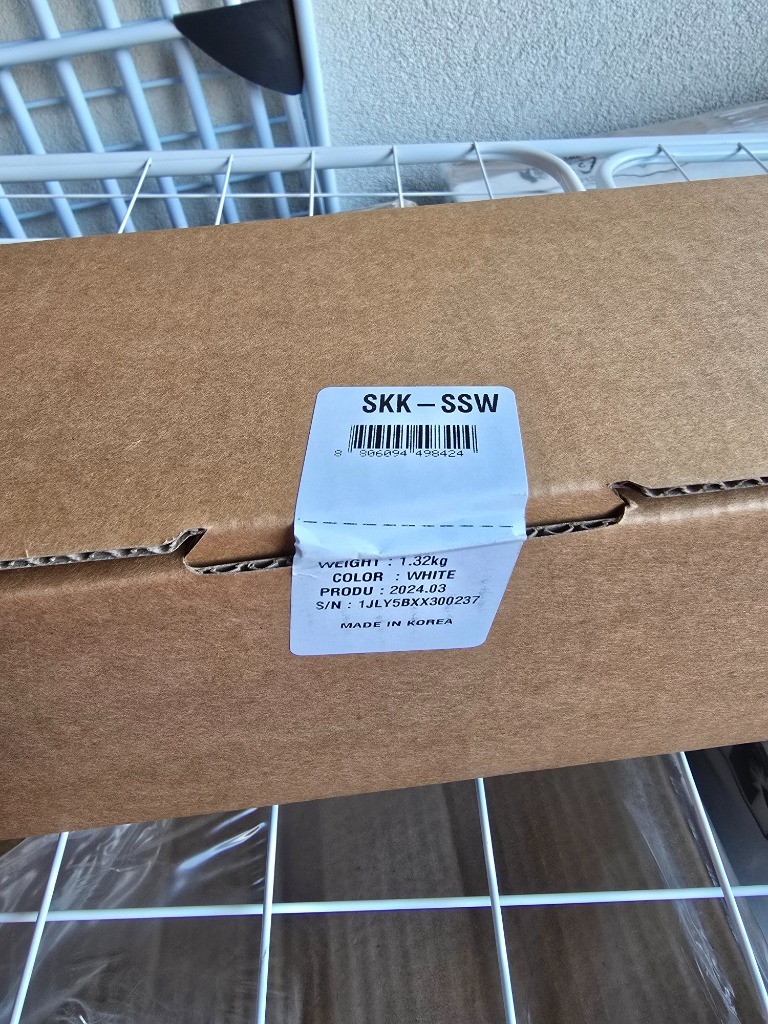 SKK – SSW
8 806094 498424
WEIGHT : 1.32kg
COLOR : WHITE
PRODU : 2024.03
S/N : 1JLY5BXX300237
MADE IN KOREA